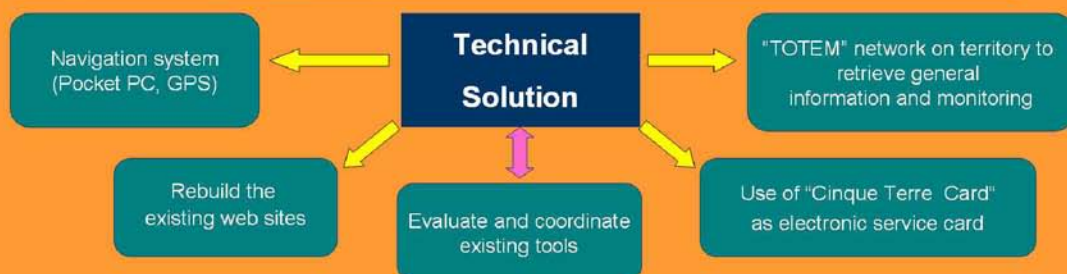 Technical
Solution
Navigation system
(Pocket PC, GPS)
"TOTEM" network on territory to
retrieve general
information and monitoring
Rebuild the
existing web sites
Evaluate and coordinate
existing tools
Use of "Cinque Terre Card"
as electronic service card